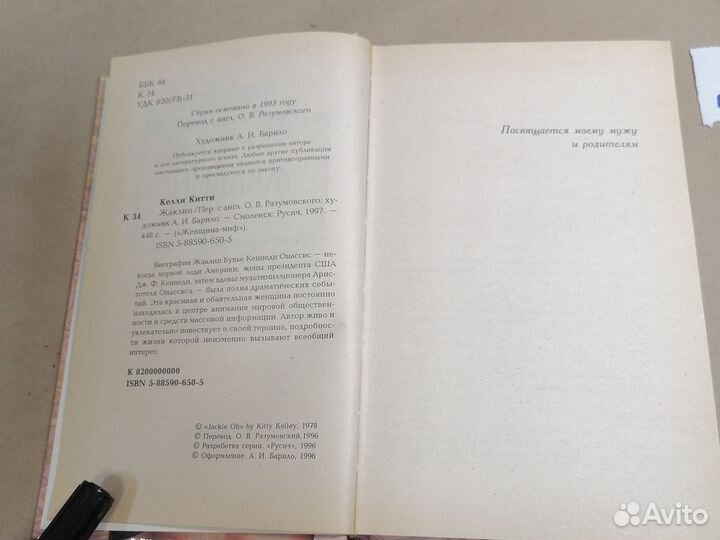 ББК 84
К 34
УДК 820(73)-31
Серия основана в 1995 году
Перевод с англ. О. В. Разумовского
Художник А. И. Барило
Публикуется впервые с разрешения автора
и его литературного агента. Любые другие публикации
настоящего произведения являются противоправными
и преследуются по закону.
Келли Китти
К 34 Жаклин /Пер. с англ. О. В. Разумовского; ху-
дожник А. И. Барило. — Смоленск: Русич, 1997. —
448 с. — («Женщина-миф»).
ISBN 5-88590-650-5
Биография Жаклин Бувье Кеннеди Онассис — не-
когда первой леди Америки, жены президента США
Дж. Ф. Кеннеди, затем вдовы мультимиллионера Арис-
тотеля Онассиса — была полна драматических собы-
тий. Эта красивая и обаятельная женщина постоянно
находилась в центре внимания мировой обществен-
ности и средств массовой информации. Автор живо и
увлекательно повествует о своей героине, подробнос-
ти жизни которой неизменно вызывают всеобщий
интерес.
К 8200000000
ISBN 5-88590-650-5
© «Jackie Oh» by Kitty Kelley, 1978
© Перевод. О. В. Разумовский,1996
© Разработка серии. «Русич», 1996
© Оформление. А. И. Барило, 1996
Посвящается моему мужу
и родителям
Avito